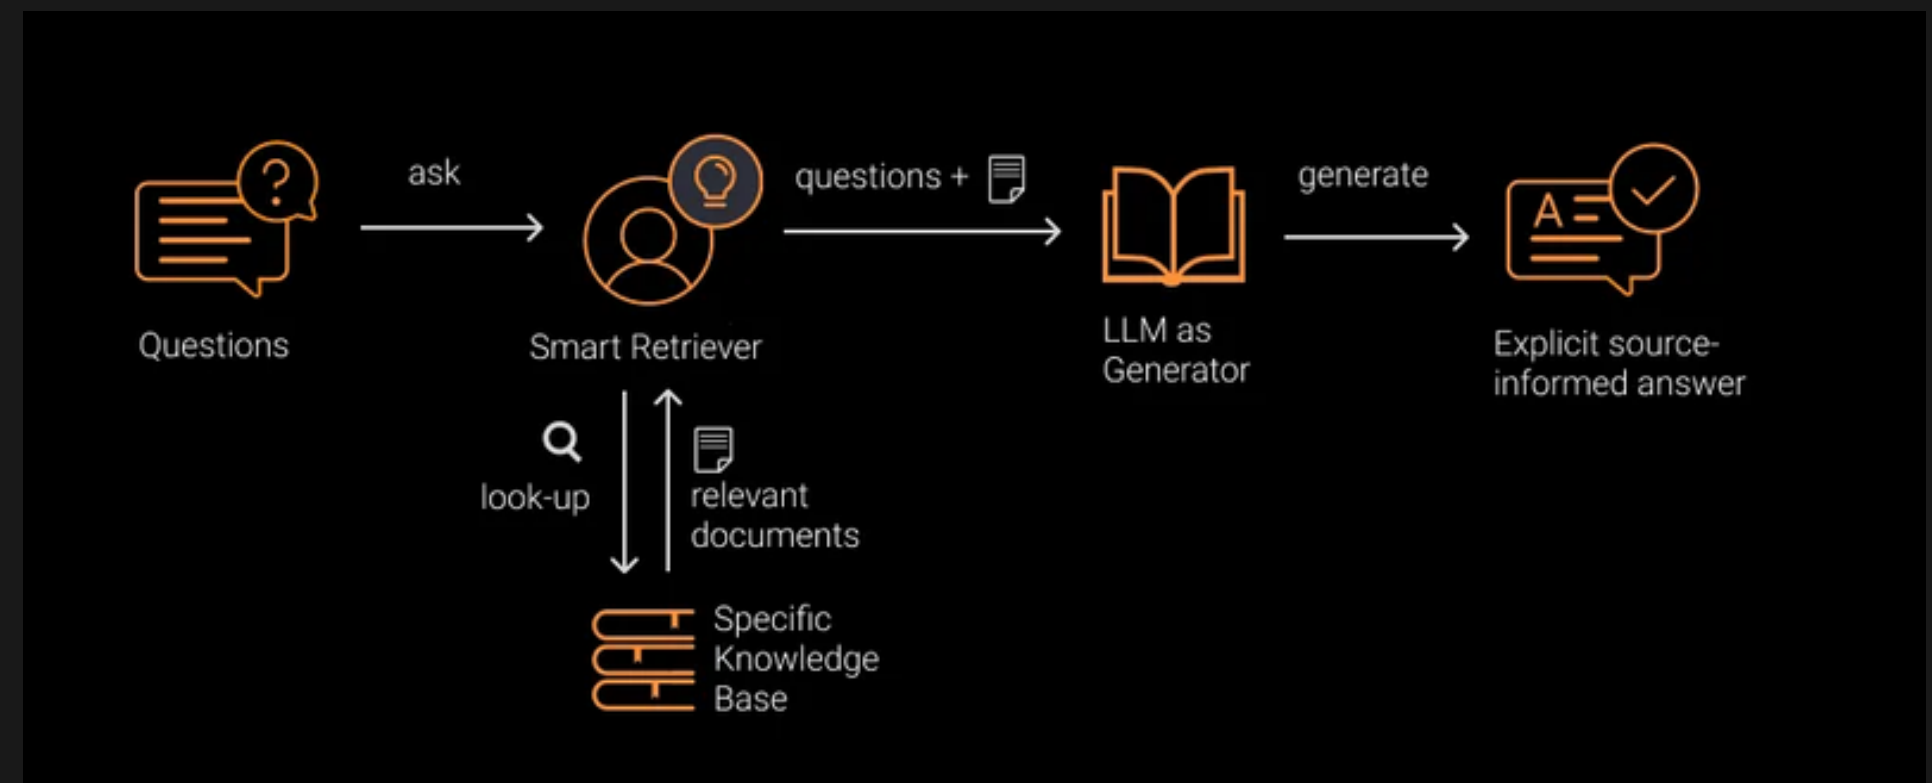 ?
ask
questions +
generate
A
Questions
Smart Retriever
LLM as
Generator
Explicit source-
informed answer
look-up
relevant
documents
Specific
Knowledge
Base